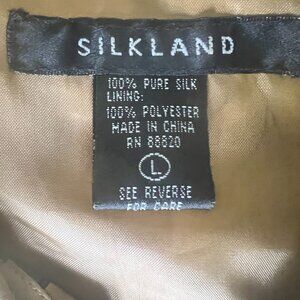 SILKLAND
100% PURE SILK
LINING:
100% POLYESTER
MADE IN CHINA
RN 88820
L
SEE REVERSE
FOR CARE